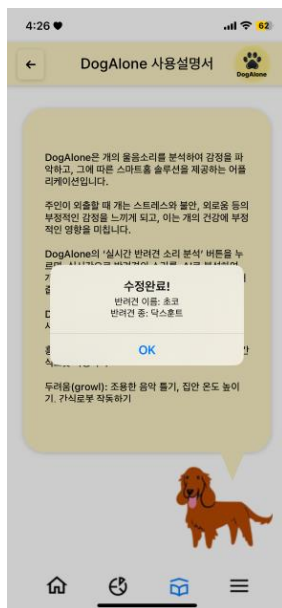 4:26
62
DogAlone 사용설명서
DogAlone
DogAlone은 개의 울음소리를 분석하여 감정을 파
악하고, 그에 따른 스마트홈 솔루션을 제공하는 어플
리케이션입니다.
주인이 외출할 때 개는 스트레스와 불안, 외로움 등의
부정적인 감정을 느끼게 되고, 이는 개의 건강에 부정
적인 영향을 미칩니다.
DogAlone의 '실시간 반려견 소리 분석' 버튼을 누
수정완료!
반려견 이름: 초코
반려견 종: 닥스훈트
OK
두려움(growl): 조용한 음악 틀기, 집안 온도 높이
기, 간식로봇 작동하기